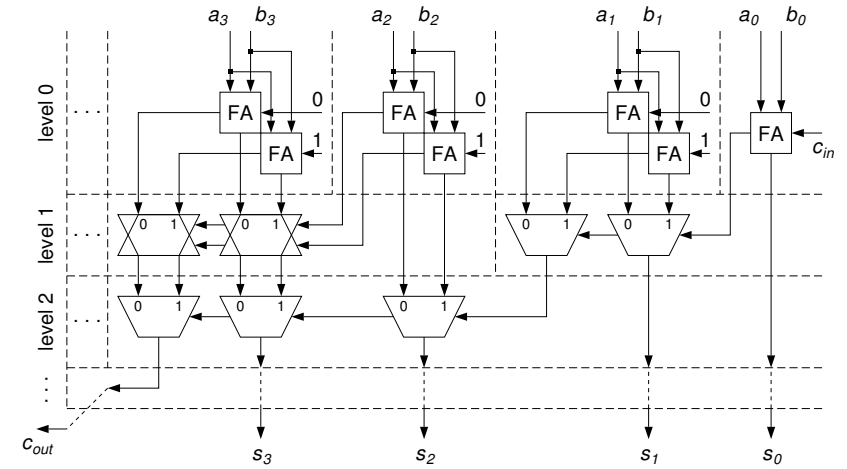 a3 b3 a2 b2 a1 b1 a0 b0
level 0
. . .
FA 0 FA 0 FA 0
FA 1 FA 1 FA 1 FA
cin
level 1
. . .
0 1 0 1 0 1 0 1
level 2
. . .
0 1 0 1 0 1
. . .
cout
s3 s2 s1 s0